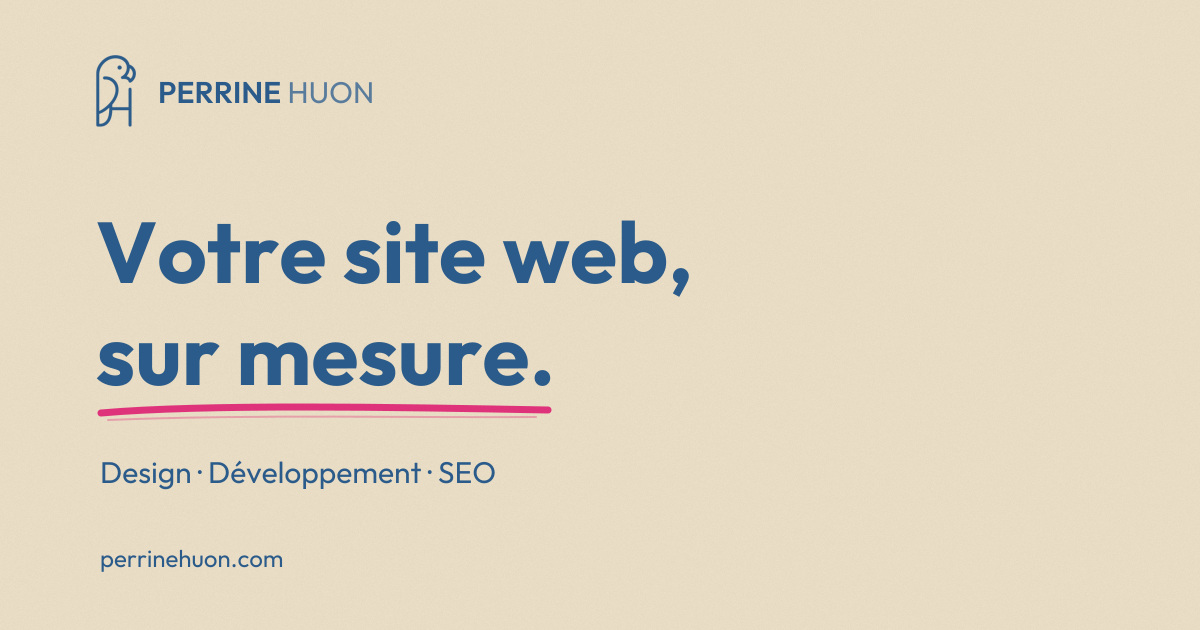 PERRINE HUON
Votre site web,
sur mesure.
Design · Développement · SEO
perrinehuon.com